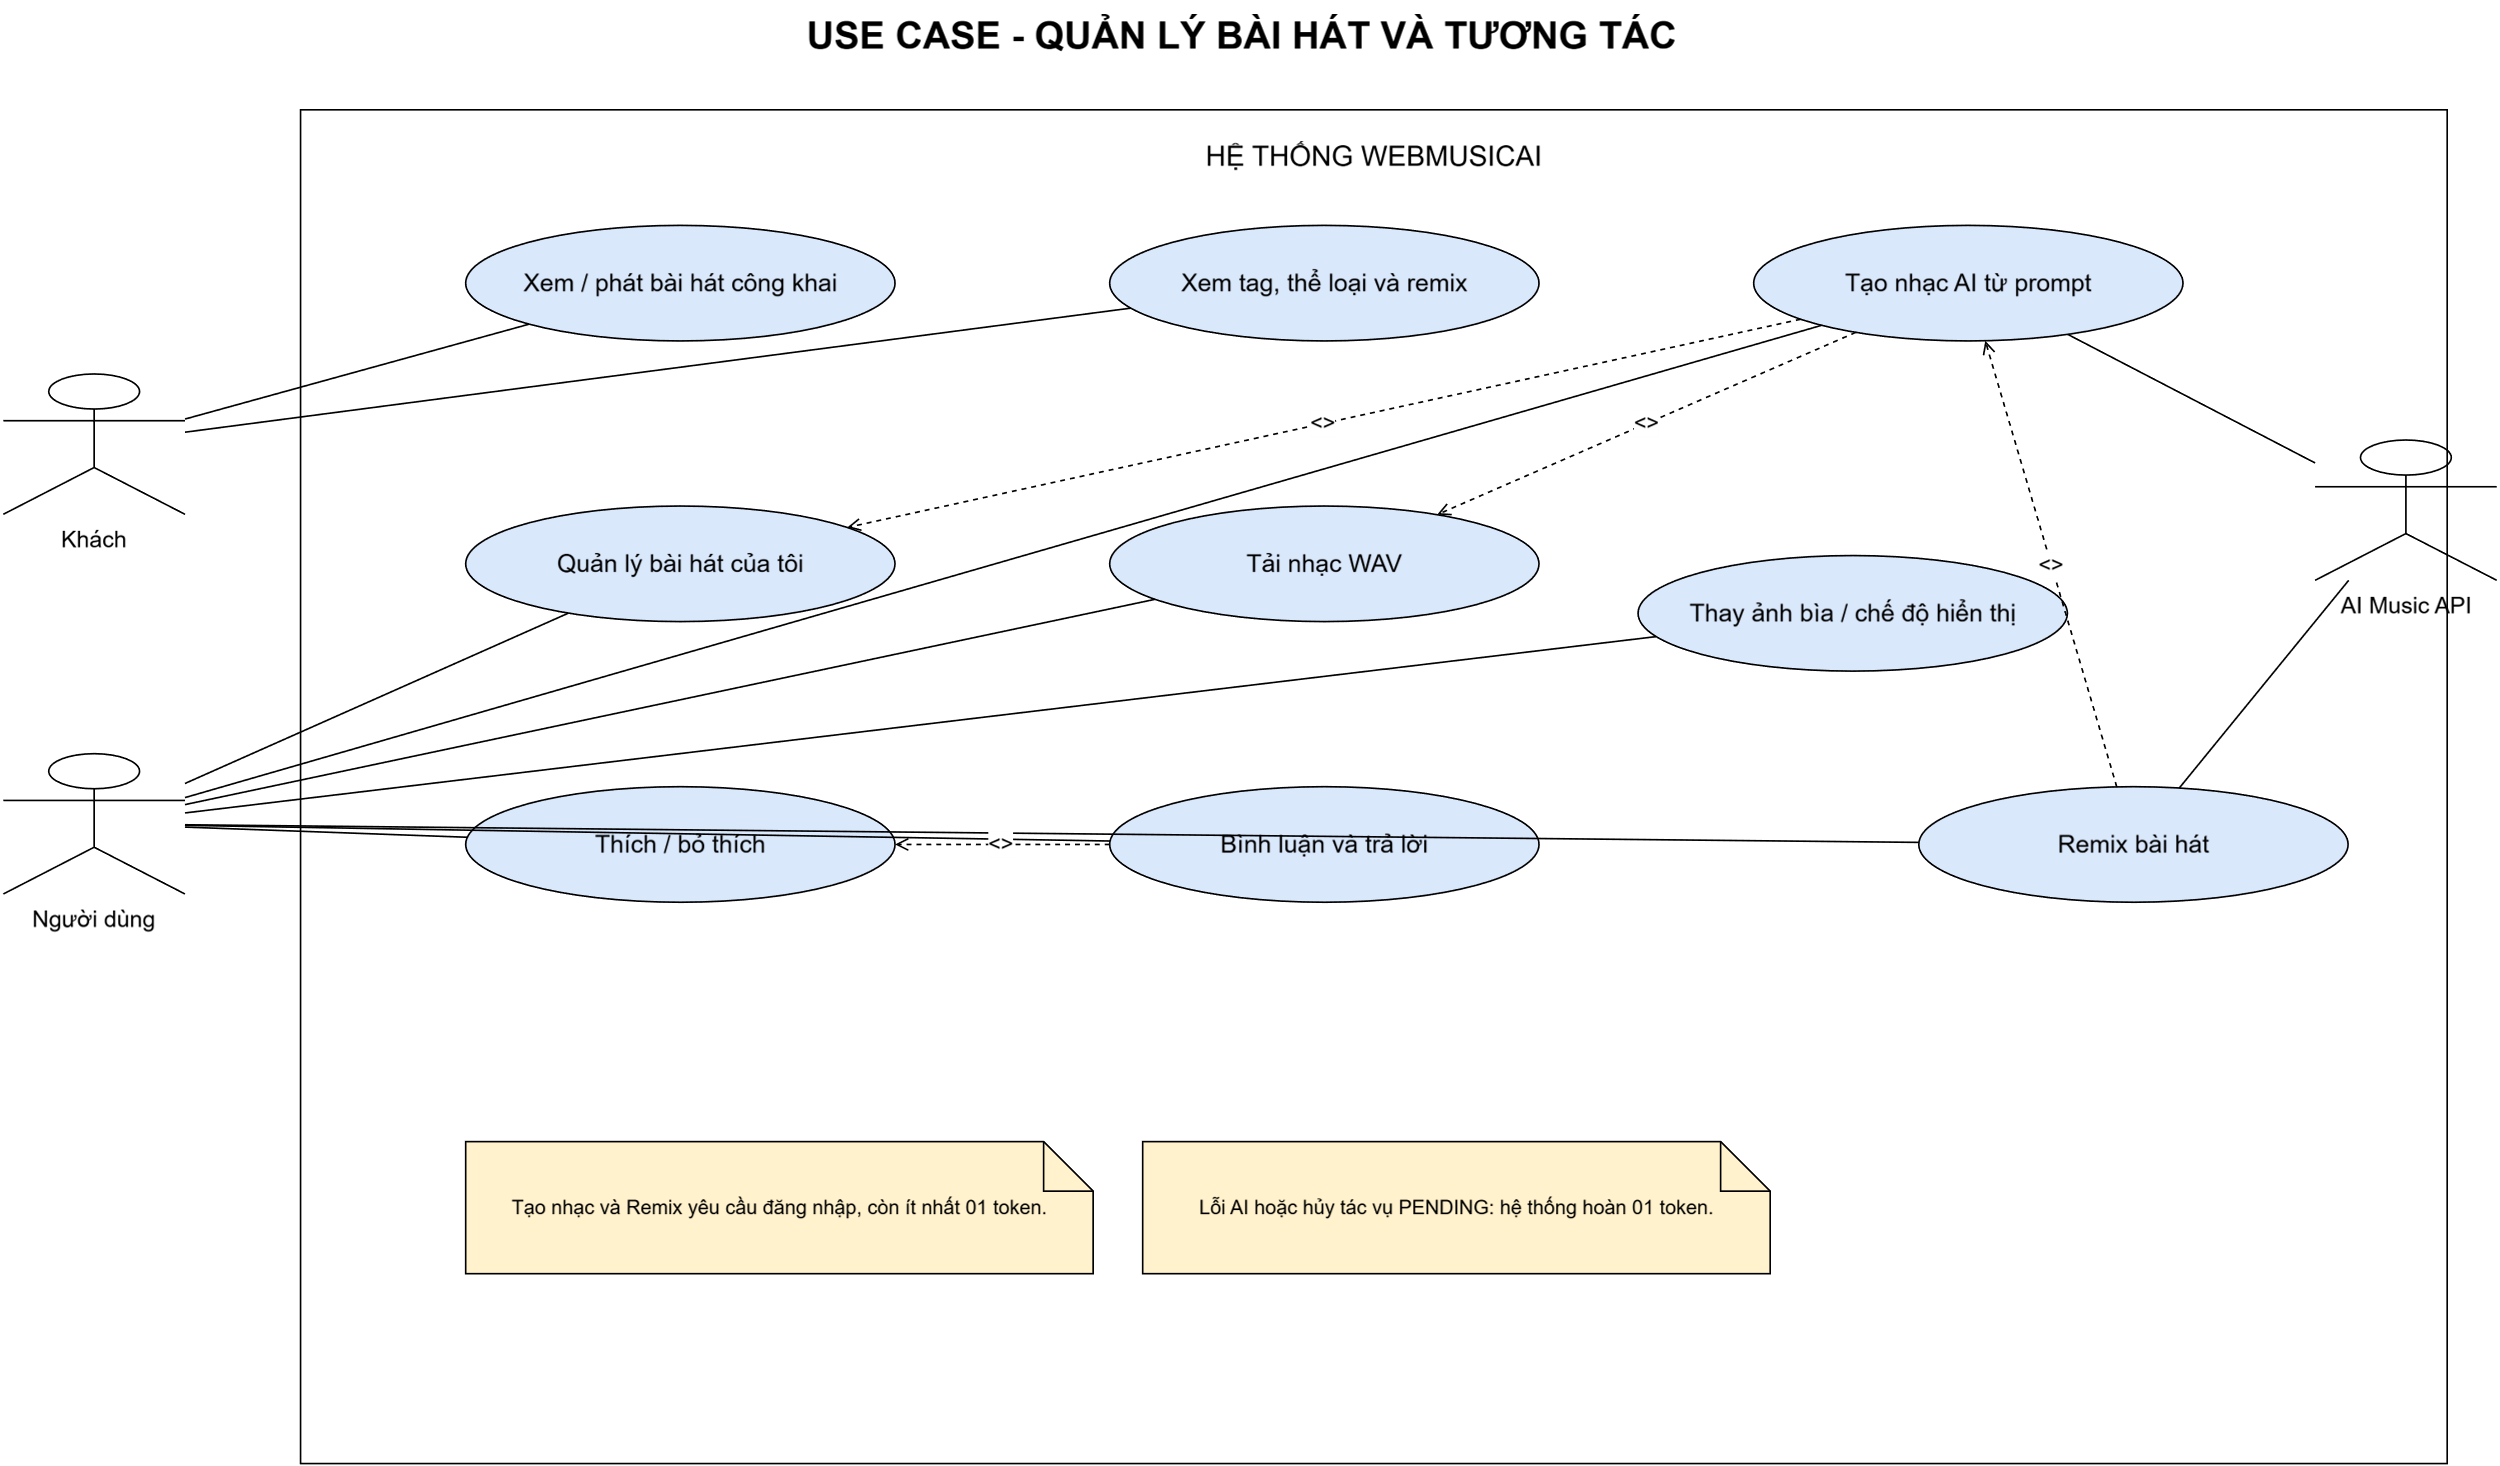 USE CASE - QUẢN LÝ BÀI HÁT VÀ TƯƠNG TÁC
HỆ THỐNG WEBMUSICAI
Xem / phát bài hát công khai
Xem tag, thể loại và remix
Tạo nhạc AI từ prompt
<>
<>
Khách
Quản lý bài hát của tôi
Tải nhạc WAV
<>
Thay ảnh bìa / chế độ hiển thị
AI Music API
Thích / bỏ thích
<>
Bình luận và trả lời
Remix bài hát
Người dùng
Tạo nhạc và Remix yêu cầu đăng nhập, còn ít nhất 01 token.
Lỗi AI hoặc hủy tác vụ PENDING: hệ thống hoàn 01 token.